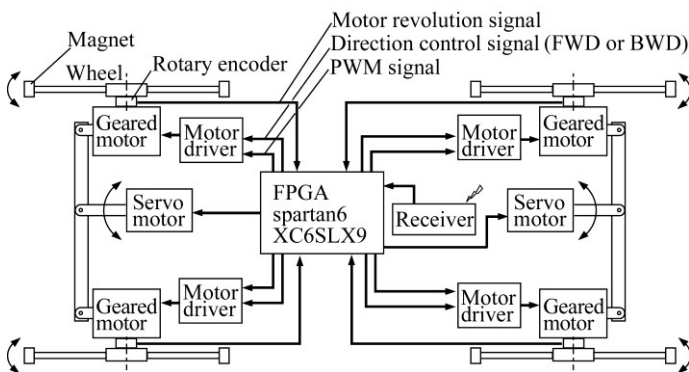 Motor revolution signal
Magnet
Direction control signal (FWD or BWD)
Wheel
Rotary encoder
PWM signal
Geared
motor
Motor
driver
Motor
driver
Geared
motor
Servo
motor
FPGA
spartan6
XC6SLX9
Receiver
Servo
motor
Geared
motor
Motor
driver
Motor
driver
Geared
motor